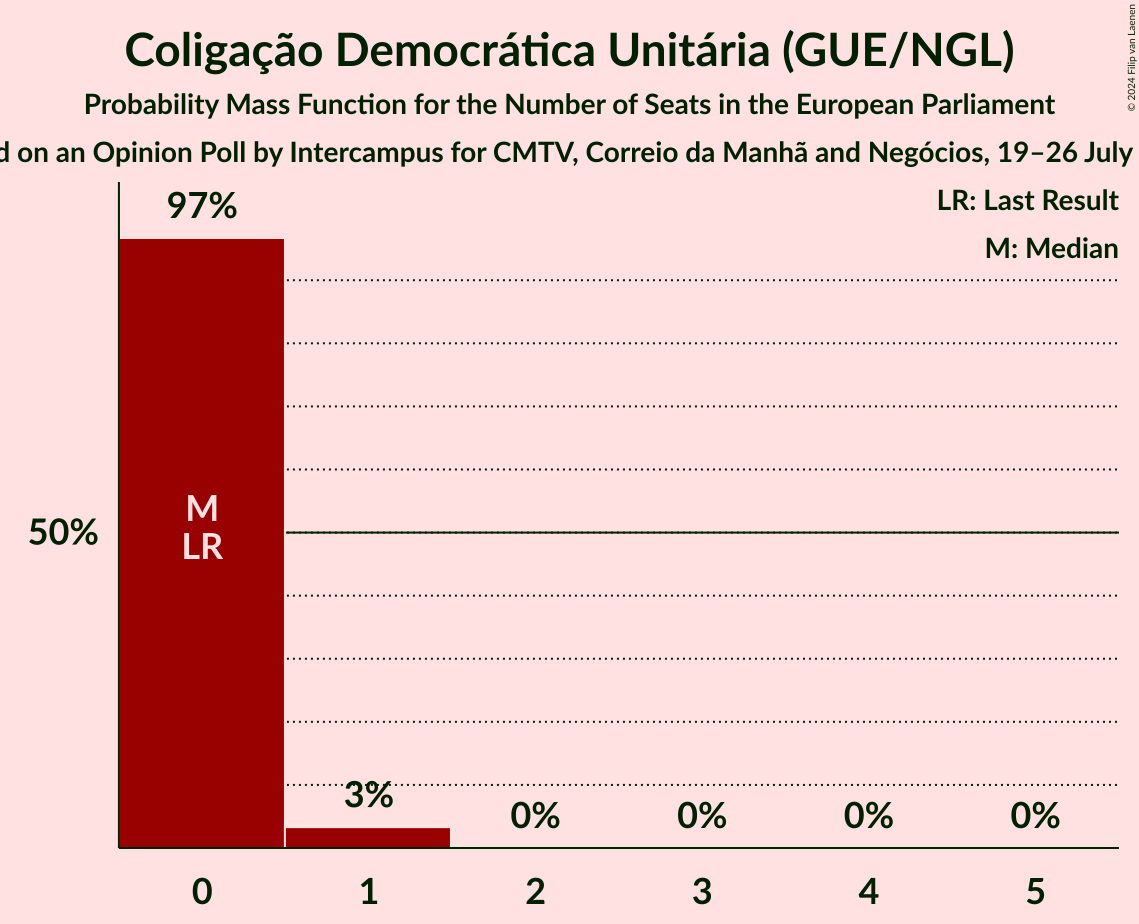 Coligação Democrática Unitária (GUE/NGL)
Probability Mass Function for the Number of Seats in the European Parliament
on an Opinion Poll by Intercampus for CMTV, Correio da Manhã and Negócios, 19–26 July
© 2024 Filip van Laenen
LR: Last Result
M: Median
97%
50%
M
LR
3%
0%
0%
0%
0%
0
1
2
3
4
5